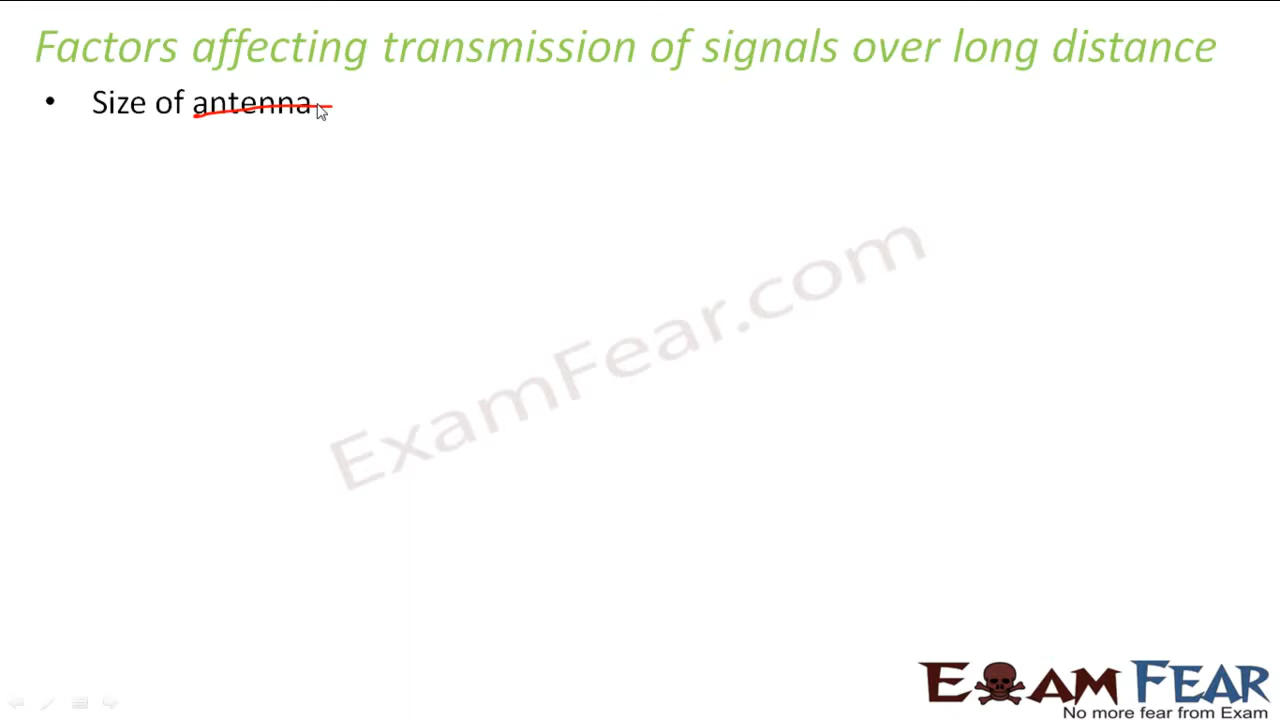 Factors affecting transmission of signals over long distance
• Size of antenna
ExamFear.com
EXAM FEAR
No more fear from Exam